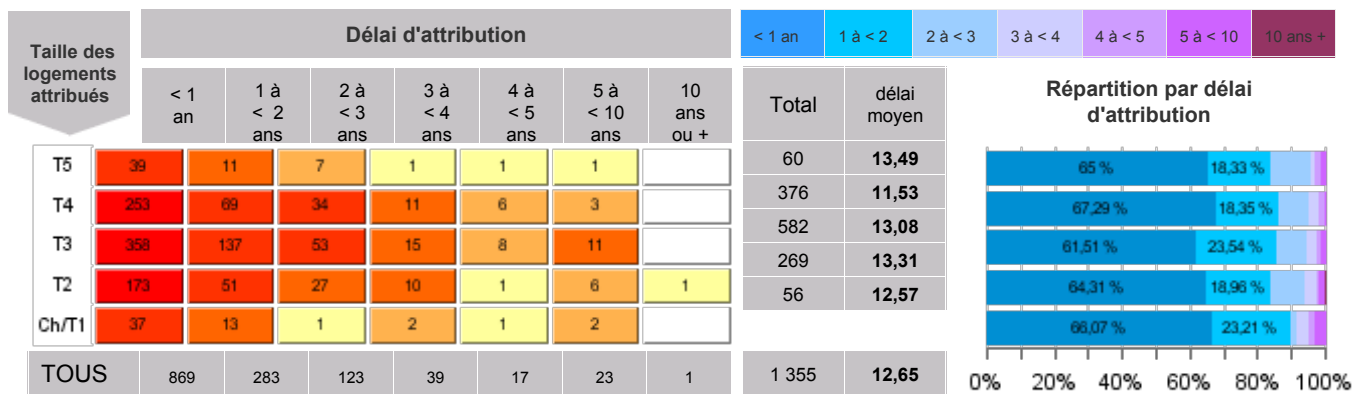 Taille des
logements
attribués
Délai d'attribution
< 1
an
1 à
< 2
ans
2 à
< 3
ans
3 à
< 4
ans
4 à
< 5
ans
5 à
< 10
ans
10
ans
ou +
Total
délai
moyen
< 1 an
1 à < 2
2 à < 3
3 à < 4
4 à < 5
5 à < 10
10 ans +
Répartition par délai
d'attribution
T5 39 11 7 1 1 1 60 13,49 65 % 18,33 %
T4 253 69 34 11 6 3 376 11,53 67,29 % 18,35 %
T3 358 137 53 15 8 11 582 13,08 61,51 % 23,54 %
T2 173 51 27 10 1 6 1 269 13,31 64,31 % 18,96 %
Ch/T1 37 13 1 2 1 2 56 12,57 66,07 % 23,21 %
TOUS 869 283 123 39 17 23 1 1 355 12,65
0% 20% 40% 60% 80% 100%